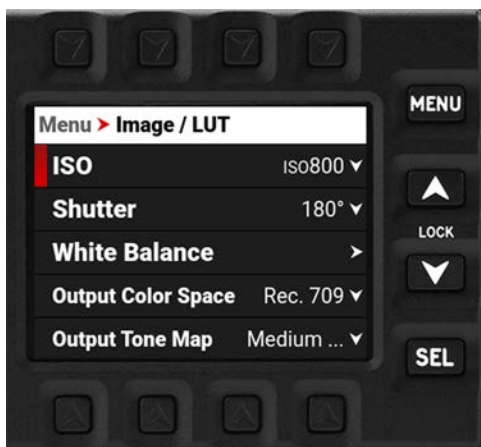 Menu > Image / LUT
MENU
ISO ISO800
Shutter 180°
LOCK
White Balance >
Output Color Space Rec. 709
Output Tone Map Medium ...
SEL